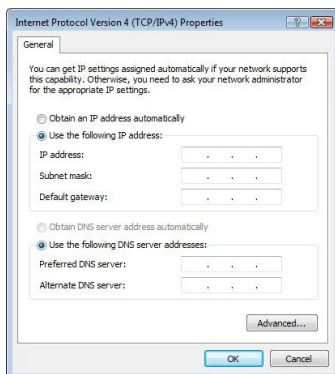 Internet Protocol Version 4 (TCP/IPv4) Properties
General
You can get IP settings assigned automatically if your network supports
this capability. Otherwise, you need to ask your network administrator
for the appropriate IP settings.
Obtain an IP address automatically
Use the following IP address:
IP address:
Subnet mask:
Default gateway:
Obtain DNS server address automatically
Use the following DNS server addresses:
Preferred DNS server:
Alternate DNS server:
Advanced...
OK Cancel